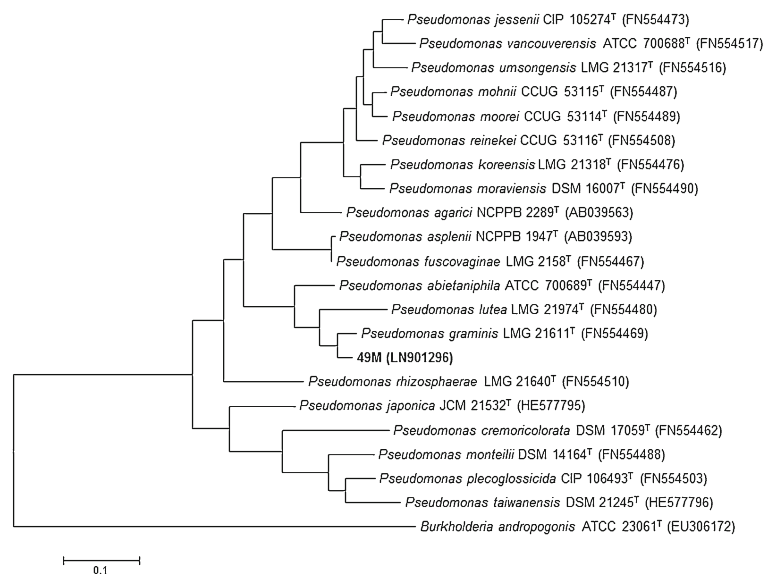 Pseudomonas jessenii CIP 105274ᵀ (FN554473)
Pseudomonas vancouverensis ATCC 700688ᵀ (FN554517)
Pseudomonas umsongensis LMG 21317ᵀ (FN554516)
Pseudomonas mohnii CCUG 53115ᵀ (FN554487)
Pseudomonas moorei CCUG 53114ᵀ (FN554489)
Pseudomonas reinekei CCUG 53116ᵀ (FN554508)
Pseudomonas koreensis LMG 21318ᵀ (FN554476)
Pseudomonas moraviensis DSM 16007ᵀ (FN554490)
Pseudomonas agarici NCPPB 2289ᵀ (AB039563)
Pseudomonas asplenii NCPPB 1947ᵀ (AB039593)
Pseudomonas fuscovaginae LMG 2158ᵀ (FN554467)
Pseudomonas abietaniphila ATCC 700689ᵀ (FN554447)
Pseudomonas lutea LMG 21974ᵀ (FN554480)
Pseudomonas graminis LMG 21611ᵀ (FN554469)
49M (LN901296)
Pseudomonas rhizosphaerae LMG 21640ᵀ (FN554510)
Pseudomonas japonica JCM 21532ᵀ (HE577795)
Pseudomonas cremoricolorata DSM 17059ᵀ (FN554462)
Pseudomonas monteilii DSM 14164ᵀ (FN554488)
Pseudomonas plecoglossicida CIP 106493ᵀ (FN554503)
Pseudomonas taiwanensis DSM 21245ᵀ (HE577796)
Burkholderia andropogonis ATCC 23061ᵀ (EU306172)
0.1